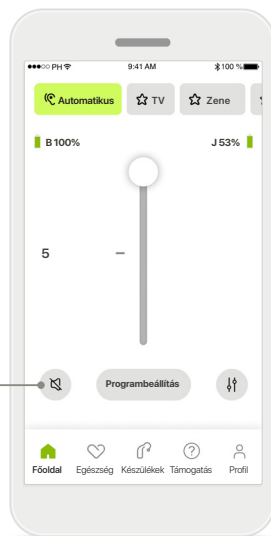 PH 9:41 AM 100 %
Automatikus TV Zene
B 100% J 53%
5
Programbeállítás
Főoldal Egészség Készülékek Támogatás Profil